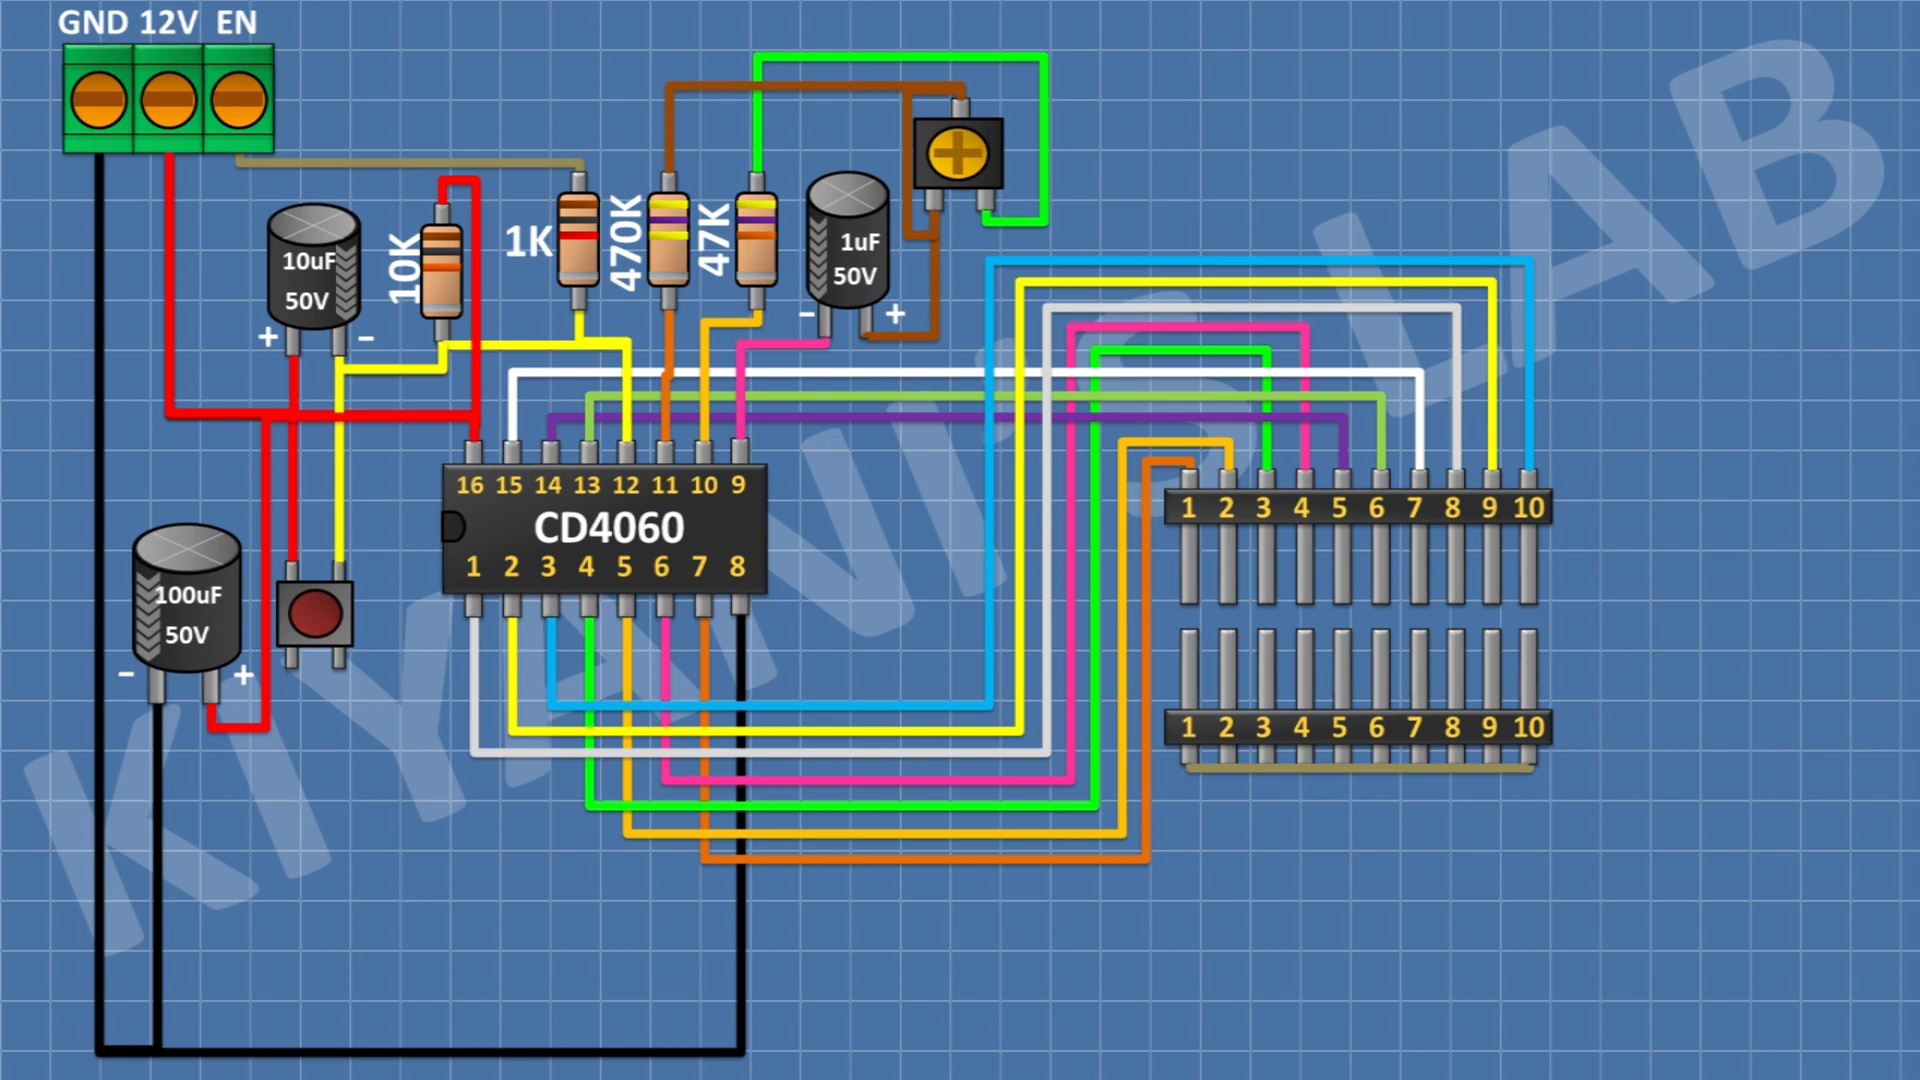 GND 12V EN
10uF
50V
+ -
10K
1K
470K
47K
1uF
50V
- +
16 15 14 13 12 11 10 9
CD4060
1 2 3 4 5 6 7 8
100uF
50V
- +
1 2 3 4 5 6 7 8 9 10
1 2 3 4 5 6 7 8 9 10
KIYANI'S LAB